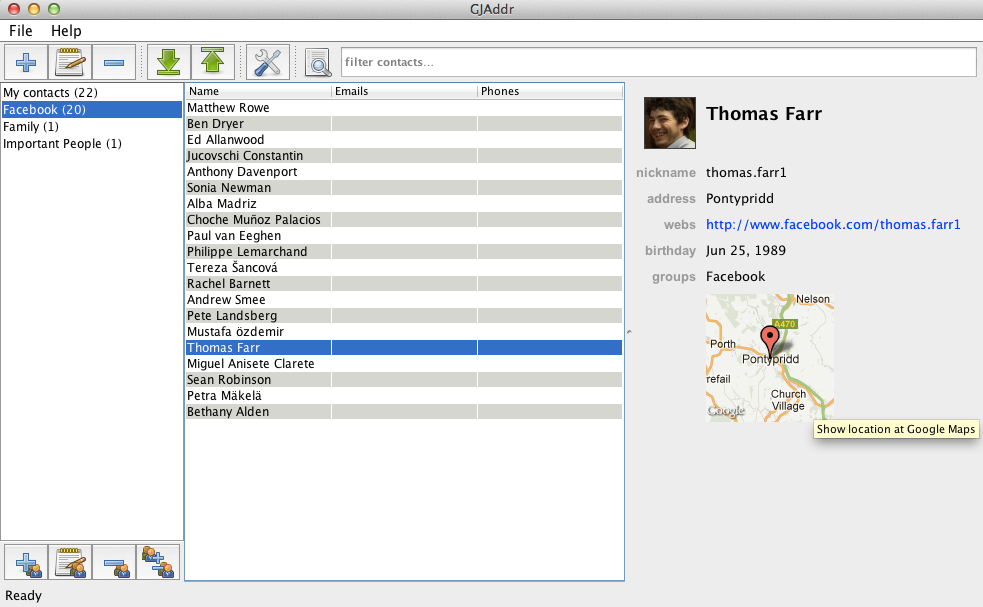 GJAddr
File Help
filter contacts...
My contacts (22)
Facebook (20)
Family (1)
Important People (1)
Name Emails Phones
Matthew Rowe
Ben Dryer
Ed Allanwood
Jucovschi Constantin
Anthony Davenport
Sonia Newman
Alba Madriz
Choche Muñoz Palacios
Paul van Eeghen
Philippe Lemarchand
Tereza Šancová
Rachel Barnett
Andrew Smee
Pete Landsberg
Mustafa özdemir
Thomas Farr
Miguel Anisete Clarete
Sean Robinson
Petra Mäkelä
Bethany Alden
Thomas Farr
nickname thomas.farr1
address Pontypridd
webs http://www.facebook.com/thomas.farr1
birthday Jun 25, 1989
groups Facebook
Nelson
A470
Porth
Pontypridd
refail
Church
Village
Google
Show location at Google Maps
Ready